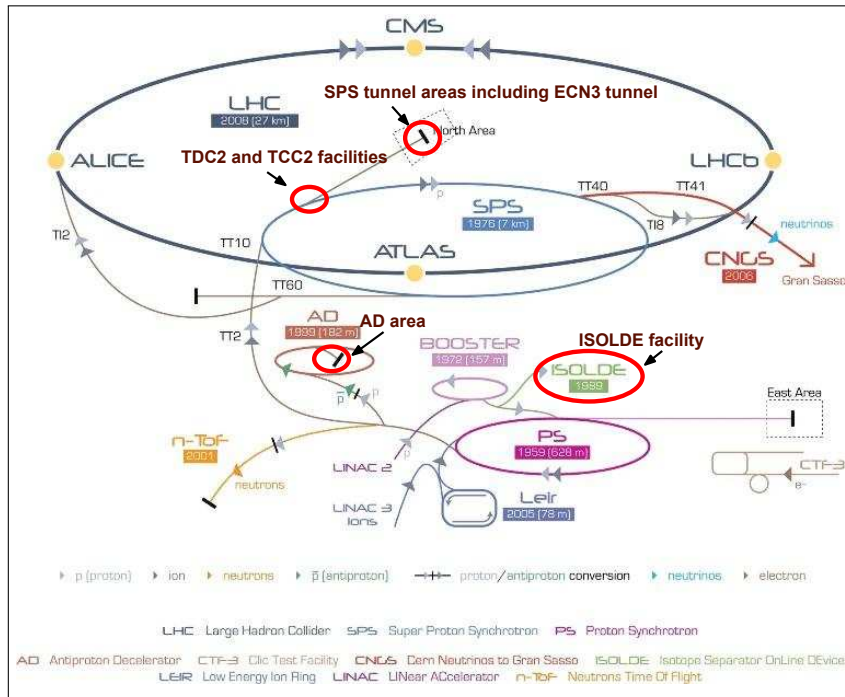 CMS
SPS tunnel areas including ECN3 tunnel
LHC
2008 (27 km)
North Area
TDC2 and TCC2 facilities
ALICE
LHCb
TT40
TT41
p
SPS
1976 (7 km)
TI8
neutrinos
TI2
TT10
ATLAS
CNGS
2006
Gran Sasso
TT60
AD
1999 (182 m)
AD area
TT2
BOOSTER
1972 (157 m)
ISOLDE facility
ISOLDE
1989
East Area
p̅
p
n-ToF
2001
LINAC 2
p
PS
1959 (628 m)
CTF-3
e-
neutrons
LINAC 3
Ions
Leir
2005 (78 m)
p (proton) ion neutrons p̅ (antiproton) proton/antiproton conversion neutrinos electron
LHC Large Hadron Collider SPS Super Proton Synchrotron PS Proton Synchrotron
AD Antiproton Decelerator CTF-3 Clic Test Facility CNGS Cern Neutrinos to Gran Sasso ISOLDE Isotope Separator OnLine DEvice
LEIR Low Energy Ion Ring LINAC LINear ACcelerator n-ToF Neutrons Time Of Flight